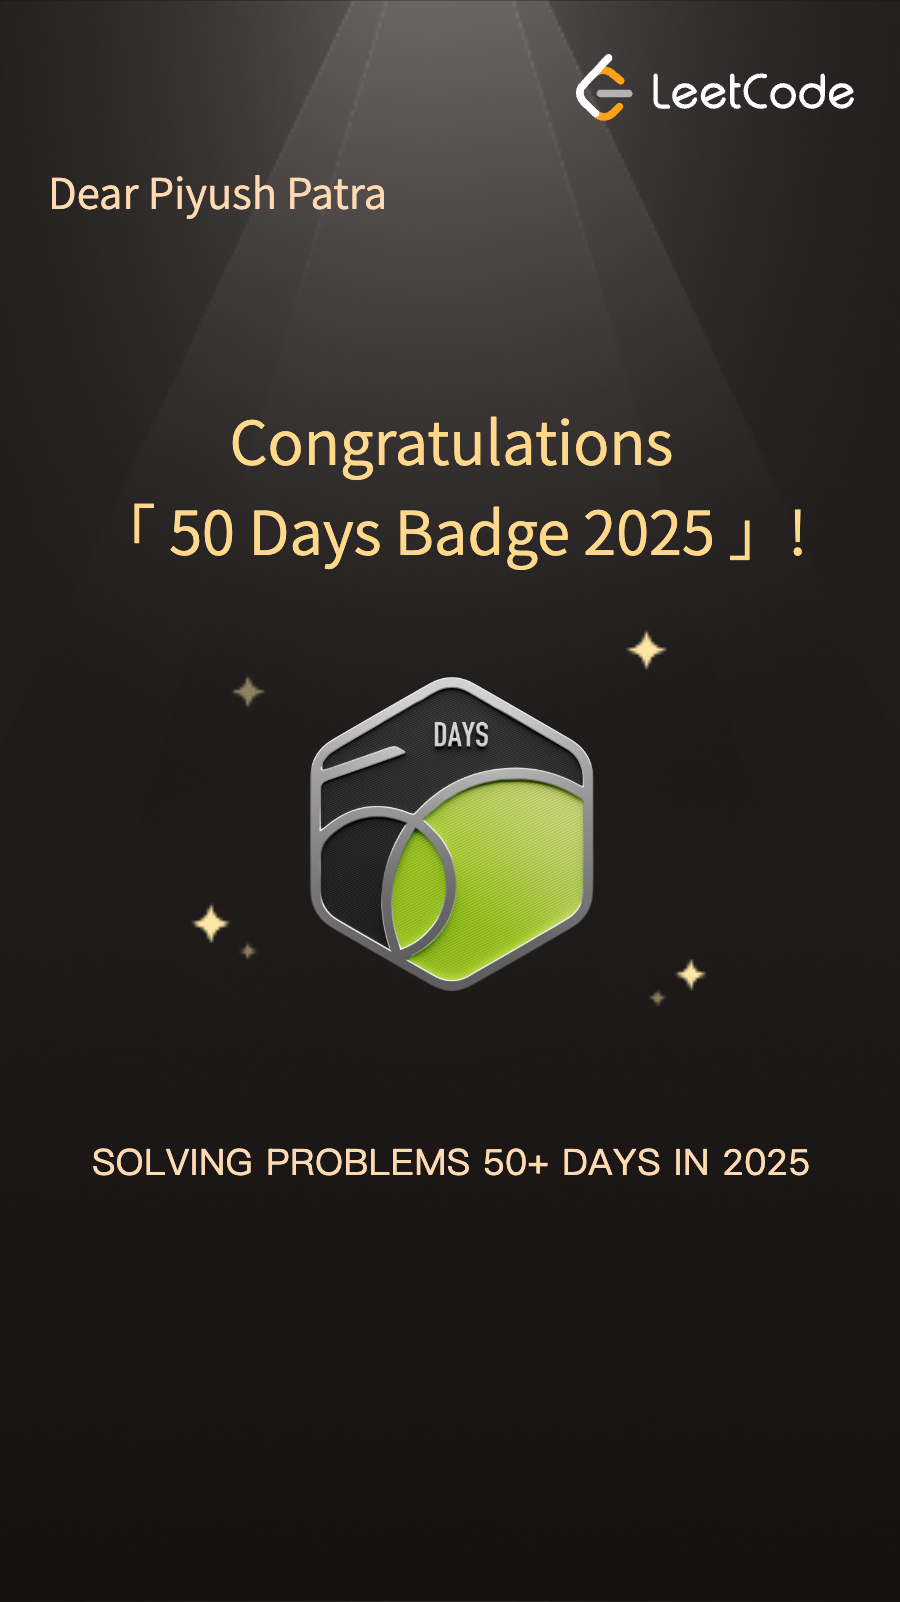 LeetCode
Dear Piyush Patra
Congratulations
「 50 Days Badge 2025 」 !
DAYS
SOLVING PROBLEMS 50+ DAYS IN 2025